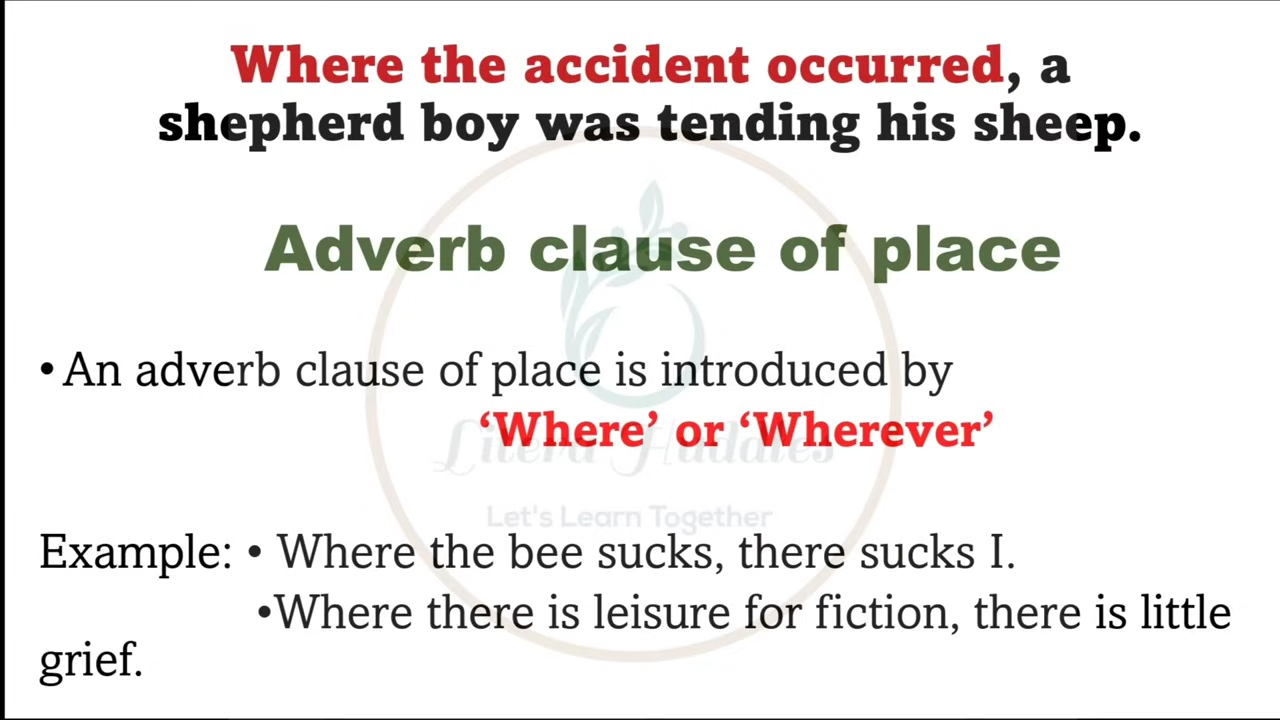 Where the accident occurred, a
shepherd boy was tending his sheep.
Adverb clause of place
• An adverb clause of place is introduced by
‘Where’ or ‘Wherever’
Litera Huddles
Let's Learn Together
Example: • Where the bee sucks, there sucks I.
•Where there is leisure for fiction, there is little
grief.